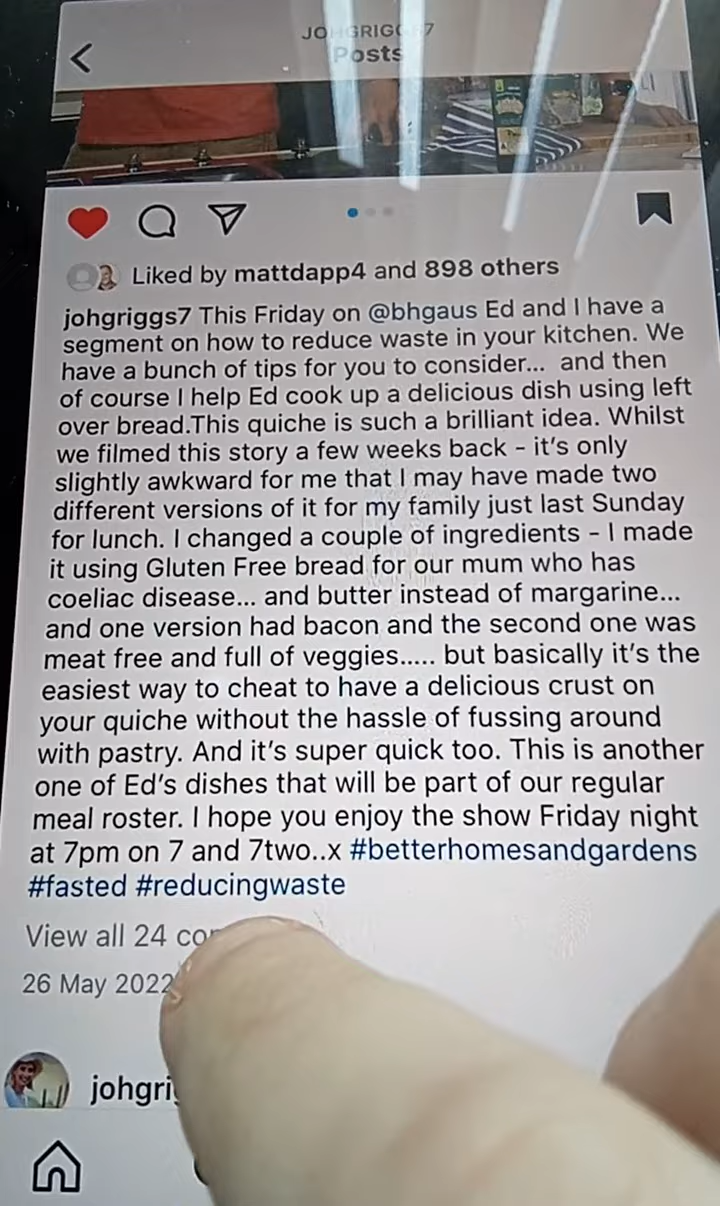 Posts
Liked by mattdapp4 and 898 others
johgriggs7 This Friday on @bhgaus Ed and I have a
segment on how to reduce waste in your kitchen. We
have a bunch of tips for you to consider... and then
of course I help Ed cook up a delicious dish using left
over bread.This quiche is such a brilliant idea. Whilst
we filmed this story a few weeks back - it's only
slightly awkward for me that I may have made two
different versions of it for my family just last Sunday
for lunch. I changed a couple of ingredients - I made
it using Gluten Free bread for our mum who has
coeliac disease... and butter instead of margarine...
and one version had bacon and the second one was
meat free and full of veggies..... but basically it's the
easiest way to cheat to have a delicious crust on
your quiche without the hassle of fussing around
with pastry. And it's super quick too. This is another
one of Ed's dishes that will be part of our regular
meal roster. I hope you enjoy the show Friday night
at 7pm on 7 and 7two..x #betterhomesandgardens
#fasted #reducingwaste
View all 24
26 May 2022